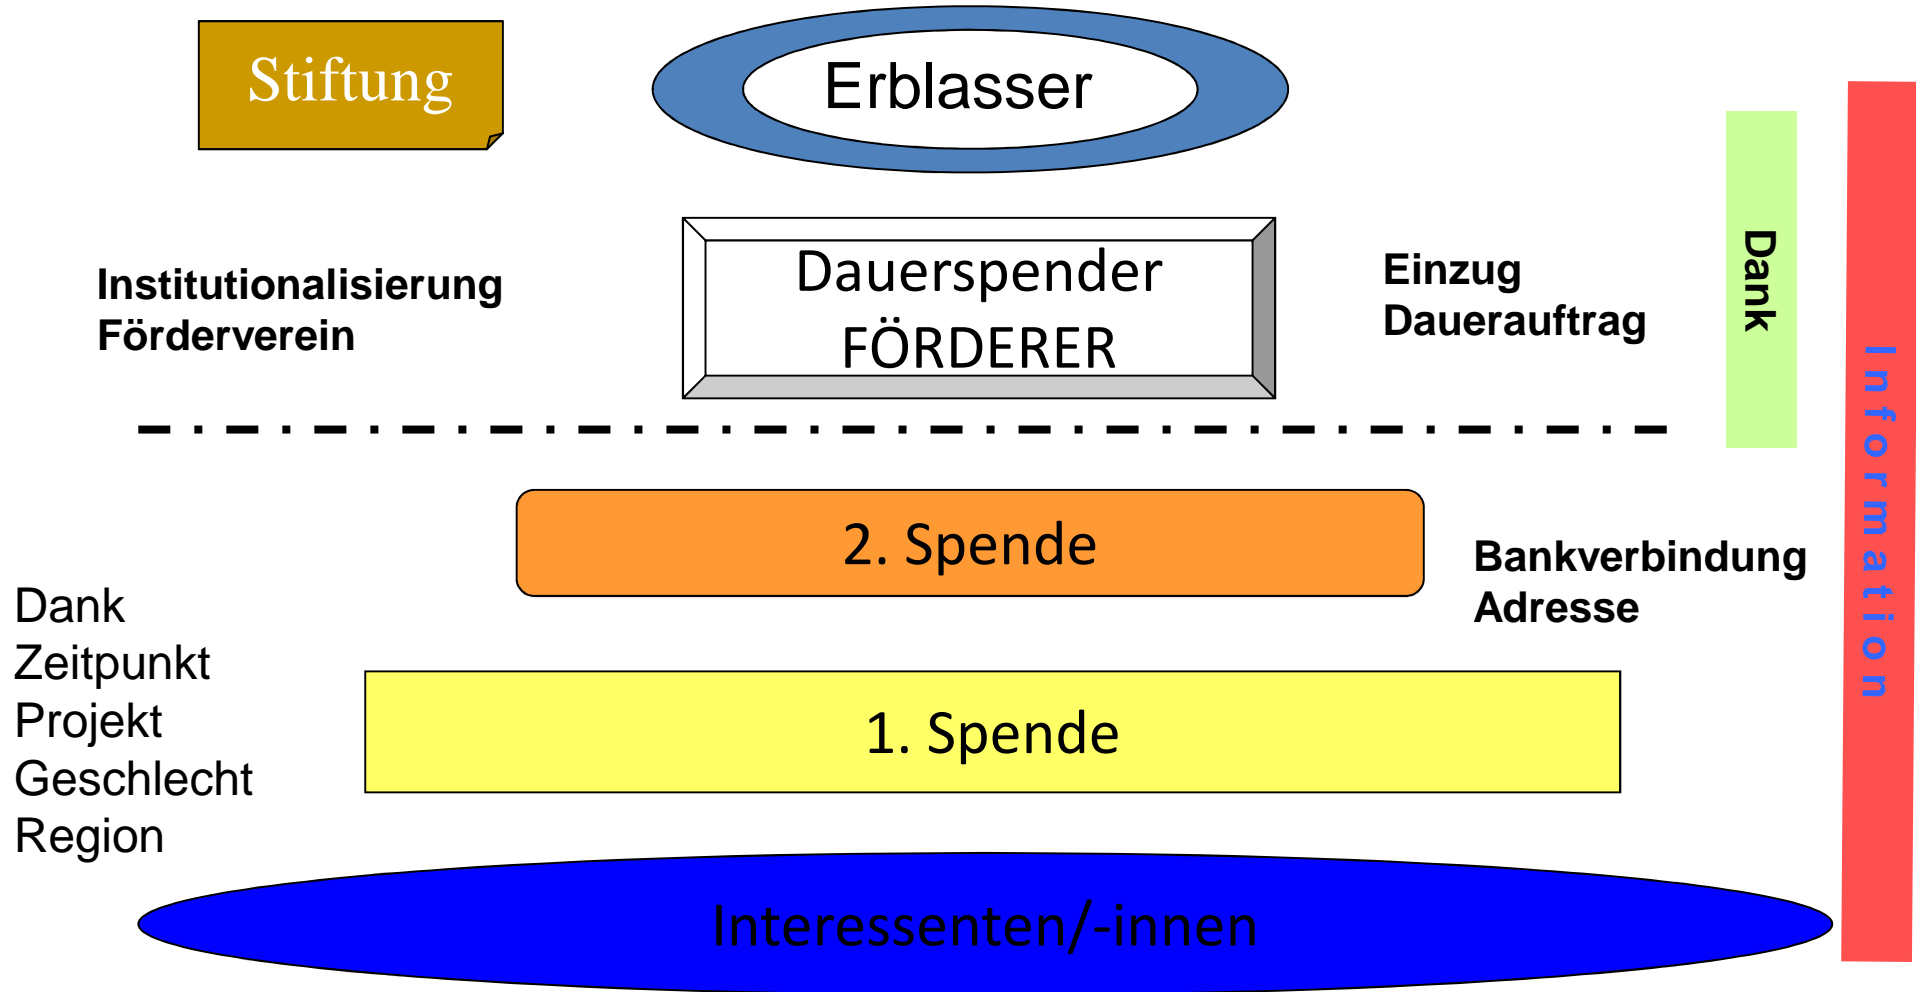 Stiftung
Erblasser
Institutionalisierung
Förderverein
Dauerspender
FÖRDERER
Einzug
Dauerauftrag
Dank
Information
2. Spende
Bankverbindung
Adresse
Dank
Zeitpunkt
Projekt
Geschlecht
Region
1. Spende
Interessenten/-innen